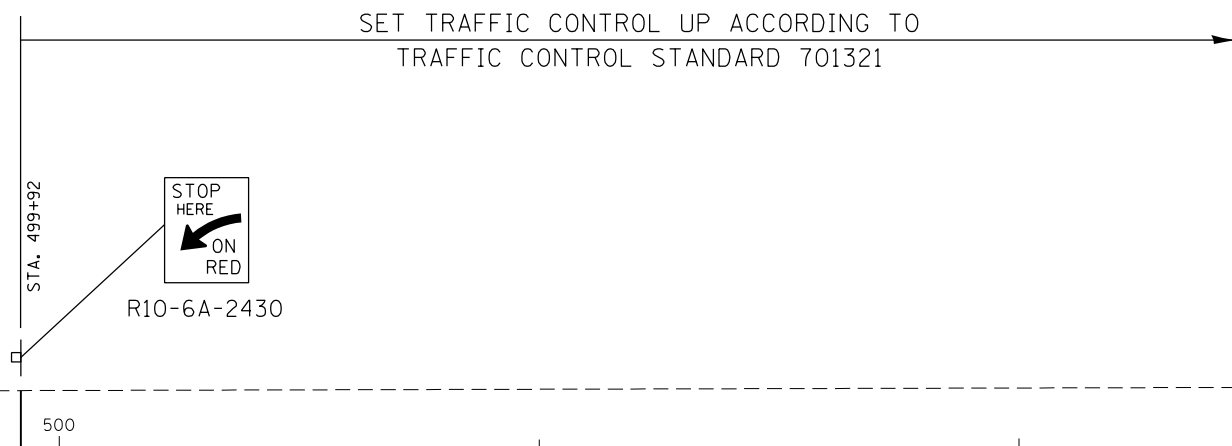 SET TRAFFIC CONTROL UP ACCORDING TO
TRAFFIC CONTROL STANDARD 701321
STA. 499+92
STOP
HERE
ON
RED
R10-6A-2430
500